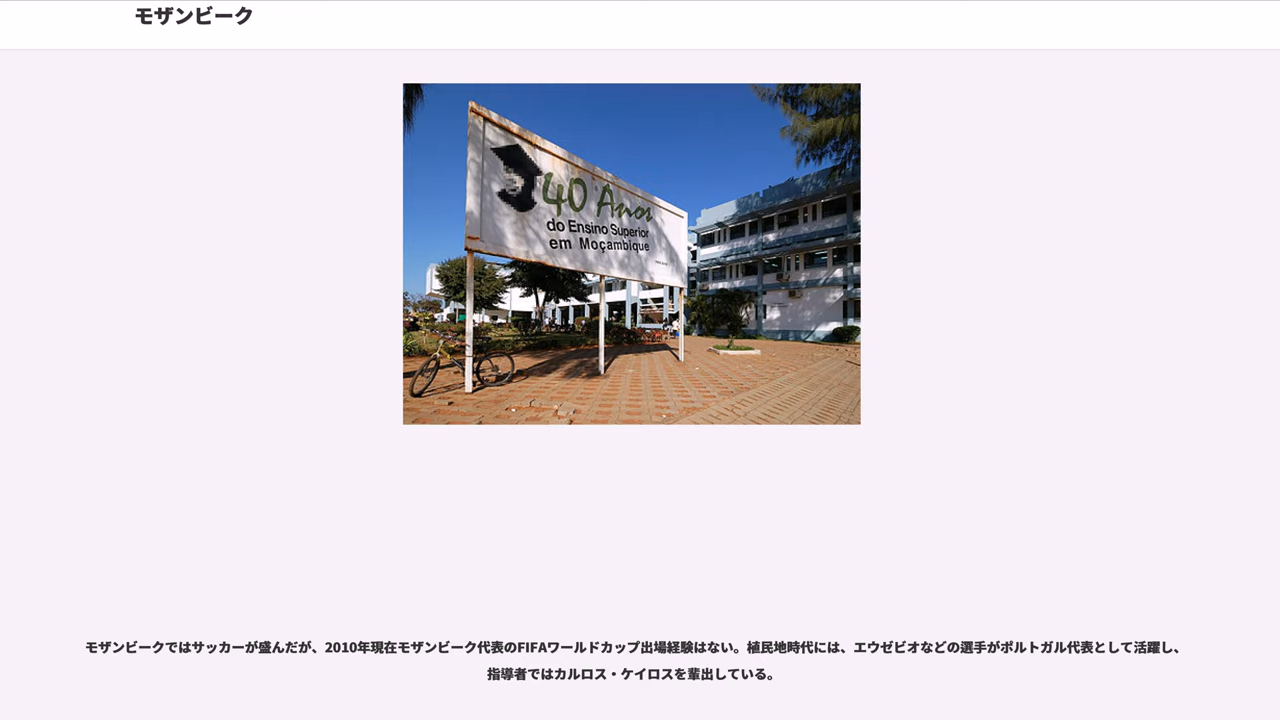 モザンビーク
40 Anos
do Ensino Superior
em Moçambique
モザンビークではサッカーが盛んだが、2010年現在モザンビーク代表のFIFAワールドカップ出場経験はない。植民地時代には、エウゼビオなどの選手がポルトガル代表として活躍し、
指導者ではカルロス・ケイロスを輩出している。